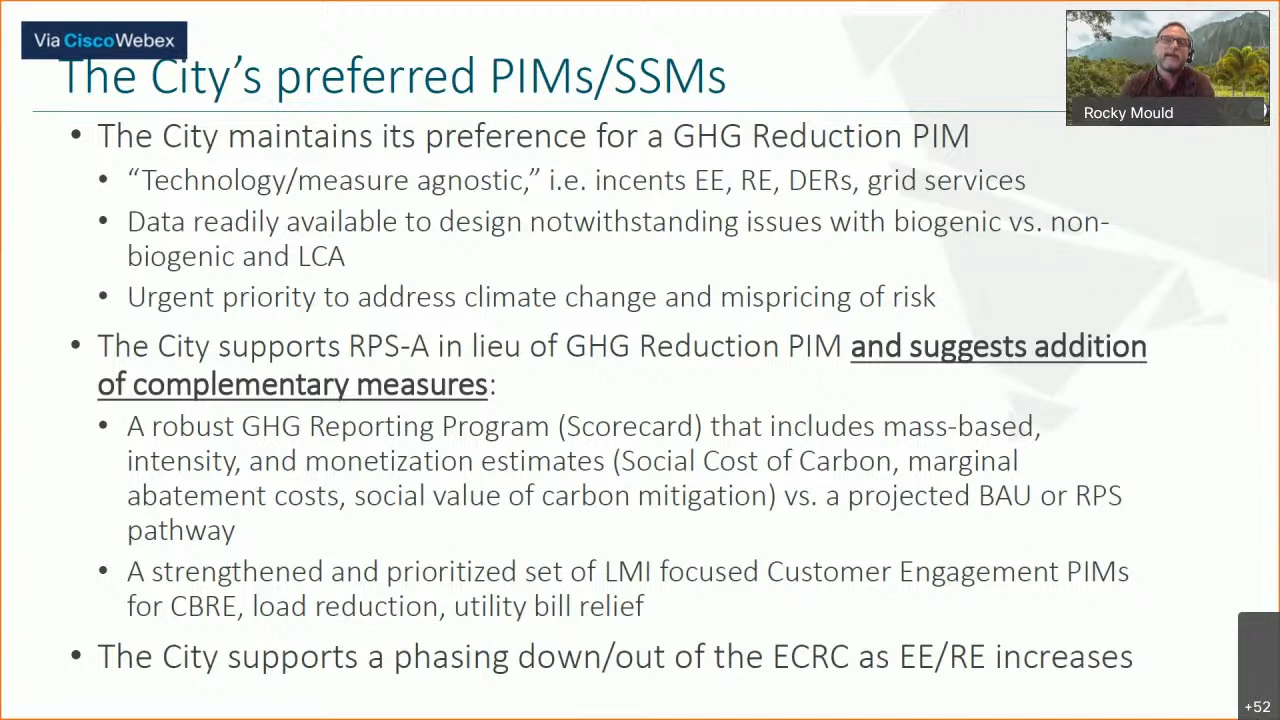 Via CiscoWebex
The City's preferred PIMs/SSMs
Rocky Mould
• The City maintains its preference for a GHG Reduction PIM
• “Technology/measure agnostic,” i.e. incents EE, RE, DERs, grid services
• Data readily available to design notwithstanding issues with biogenic vs. non-
biogenic and LCA
• Urgent priority to address climate change and mispricing of risk
• The City supports RPS-A in lieu of GHG Reduction PIM and suggests addition
of complementary measures:
• A robust GHG Reporting Program (Scorecard) that includes mass-based,
intensity, and monetization estimates (Social Cost of Carbon, marginal
abatement costs, social value of carbon mitigation) vs. a projected BAU or RPS
pathway
• A strengthened and prioritized set of LMI focused Customer Engagement PIMs
for CBRE, load reduction, utility bill relief
• The City supports a phasing down/out of the ECRC as EE/RE increases
+52